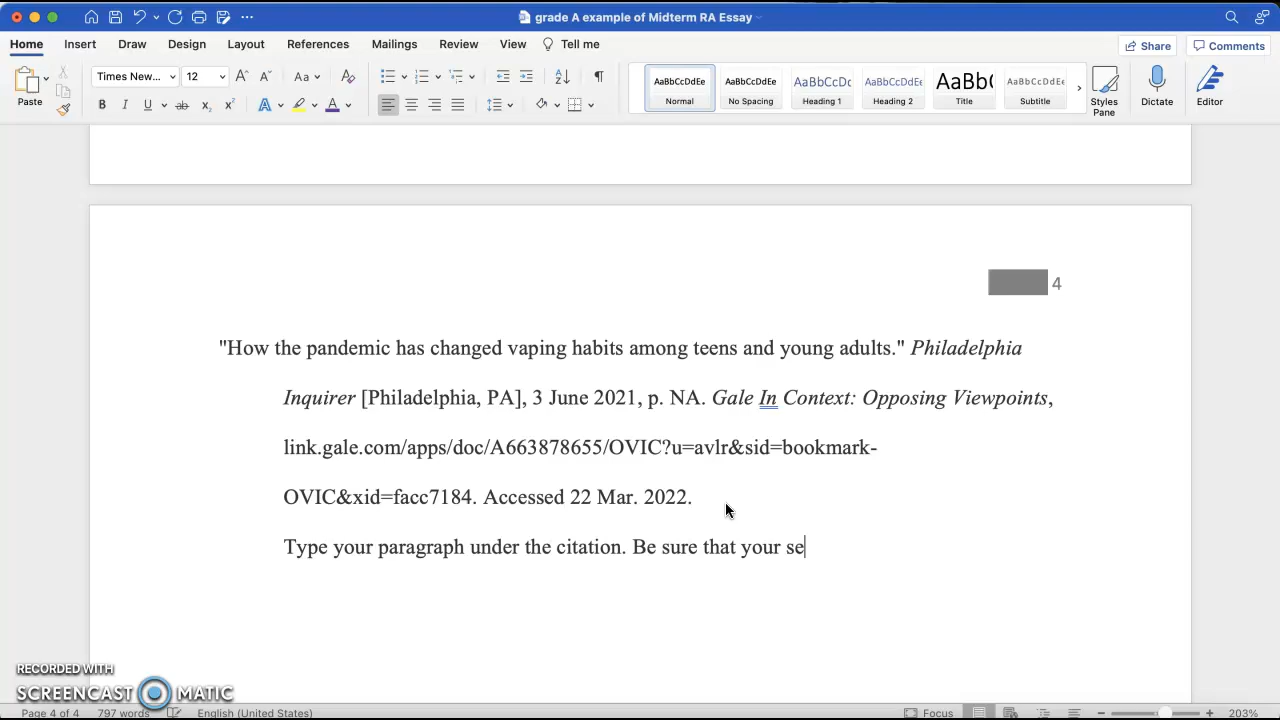 grade A example of Midterm RA Essay
Home Insert Draw Design Layout References Mailings Review View Tell me Share Comments
Paste Times New... 12 Aa AaBbCcDdEe AaBbCcDdEe AaBbCcDc AaBbCcDdEe AaBb( AaBbCcDdEe
Normal No Spacing Heading 1 Heading 2 Title Subtitle Styles Pane Dictate Editor
4
"How the pandemic has changed vaping habits among teens and young adults." Philadelphia
Inquirer [Philadelphia, PA], 3 June 2021, p. NA. Gale In Context: Opposing Viewpoints,
link.gale.com/apps/doc/A663878655/OVIC?u=avlr&sid=bookmark-
OVIC&xid=facc7184. Accessed 22 Mar. 2022.
Type your paragraph under the citation. Be sure that your se
RECORDED WITH
SCREENCAST MATIC
Page 4 of 4 797 words English (United States) Focus 203%